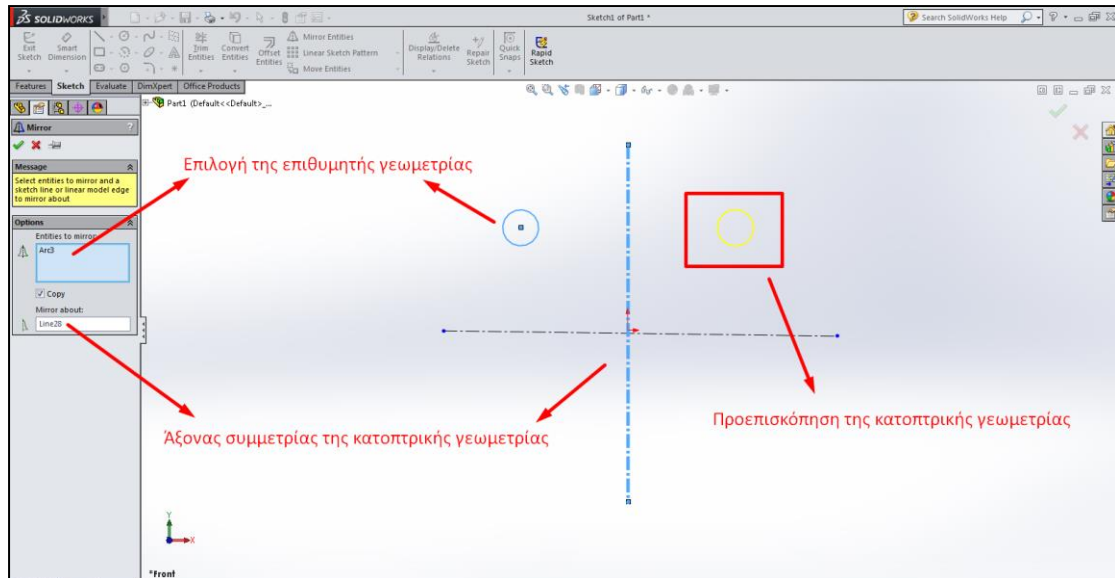 SOLIDWORKS
Sketch1 of Part1 *
Search SolidWorks Help
Exit Sketch
Smart Dimension
Trim Entities
Convert Entities
Offset Entities
Mirror Entities
Linear Sketch Pattern
Move Entities
Display/Delete Relations
Repair Sketch
Quick Snaps
Rapid Sketch
Features Sketch Evaluate DimXpert Office Products
Part1 (Default<<Default>_...
Mirror ?
Message
Select entities to mirror and a
sketch line or linear model edge
to mirror about
Options
Entities to mirror:
Arc3
Copy
Mirror about:
Line28
Επιλογή της επιθυμητής γεωμετρίας
Άξονας συμμετρίας της κατοπτρικής γεωμετρίας
Προεπισκόπηση της κατοπτρικής γεωμετρίας
Y
X
*Front